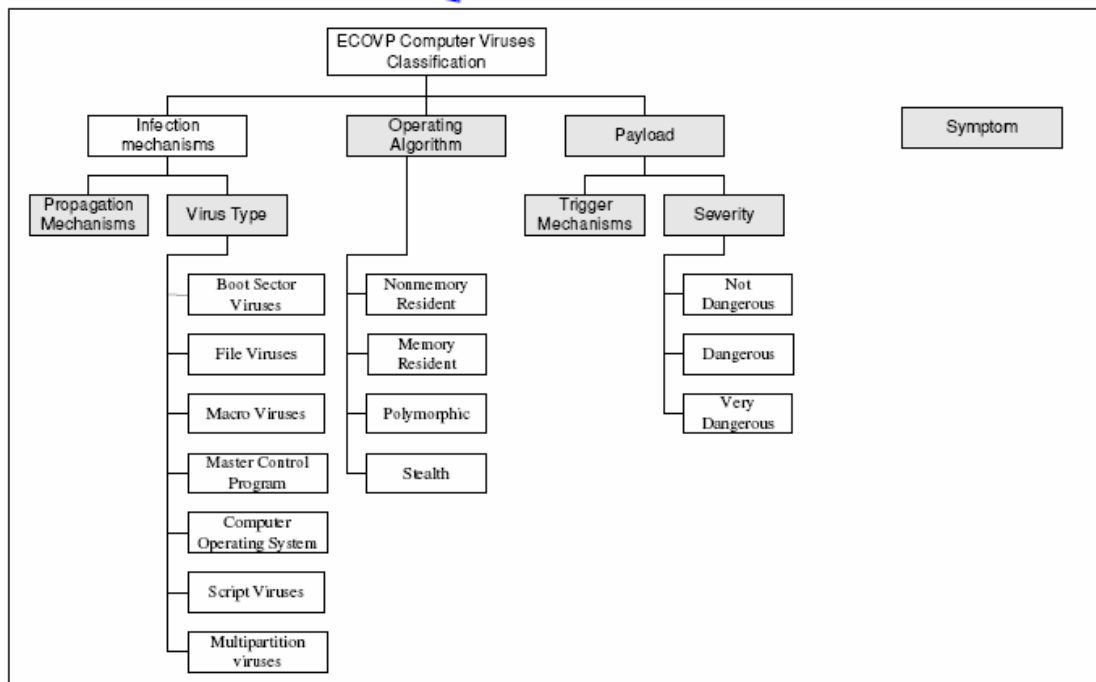 ECOVP Computer Viruses
Classification
Infection
mechanisms
Operating
Algorithm
Payload
Symptom
Propagation
Mechanisms
Virus Type
Trigger
Mechanisms
Severity
Boot Sector
Viruses
File Viruses
Macro Viruses
Master Control
Program
Computer
Operating System
Script Viruses
Multipartition
viruses
Nonmemory
Resident
Memory
Resident
Polymorphic
Stealth
Not
Dangerous
Dangerous
Very
Dangerous